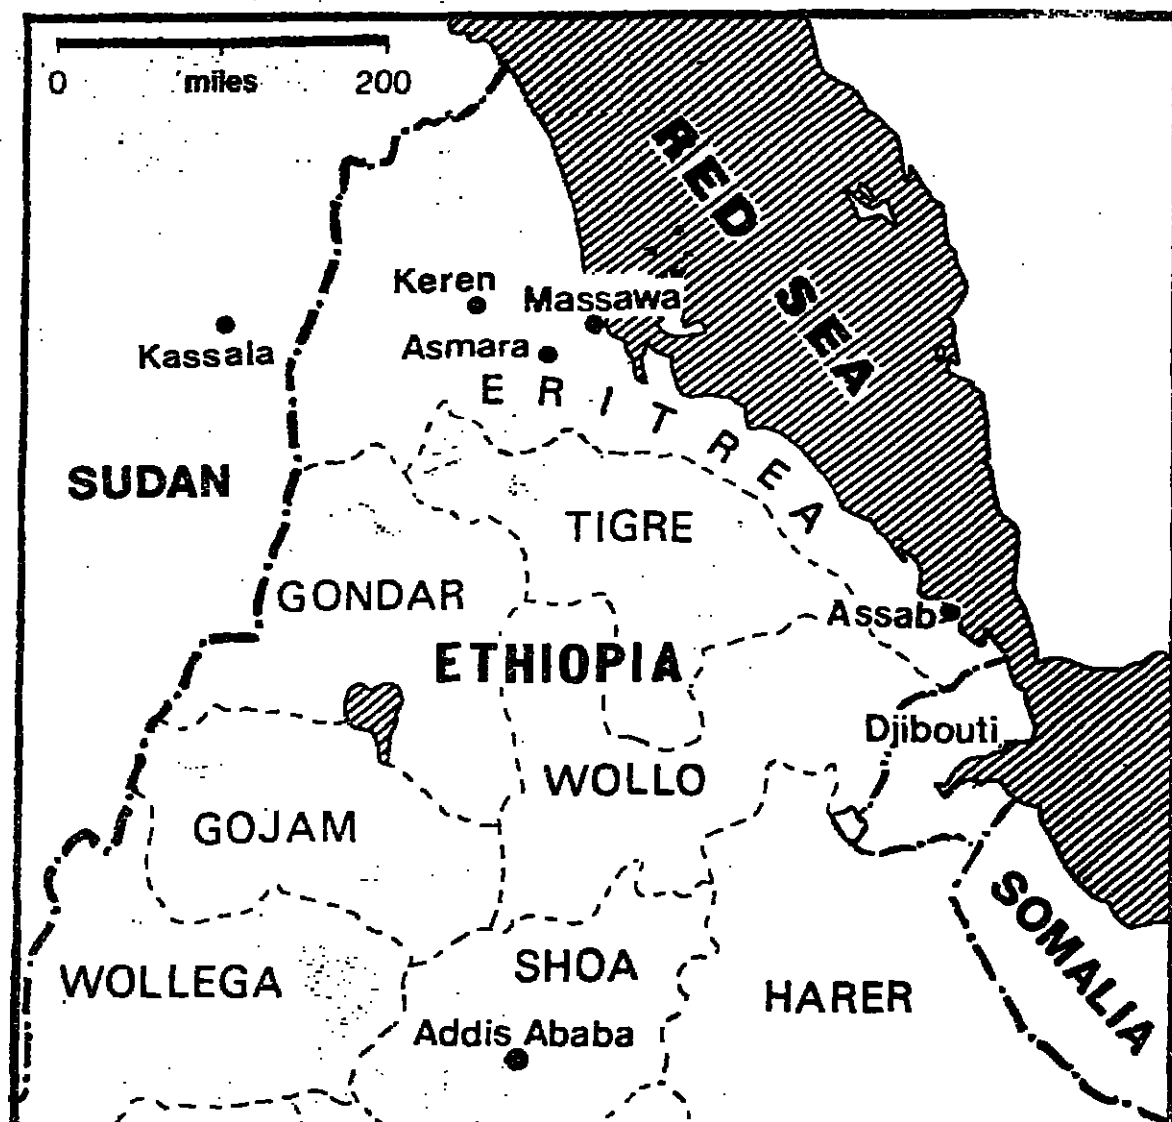 0 miles 200
RED SEA
Keren
Massawa
Kassala
Asmara
ERITREA
SUDAN
TIGRE
GONDAR
Assab
ETHIOPIA
Djibouti
WOLLO
GOJAM
SOMALIA
WOLLEGA
SHOA
HARER
Addis Ababa